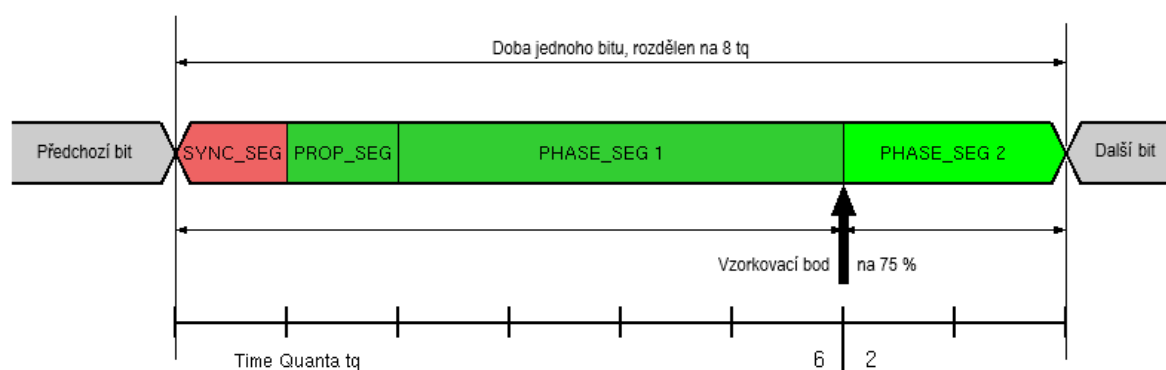 Doba jednoho bitu, rozdělen na 8 tq
Předchozí bit
SYNC_SEG
PROP_SEG
PHASE_SEG 1
PHASE_SEG 2
Další bit
Vzorkovací bod
na 75 %
Time Quanta tq
6
2